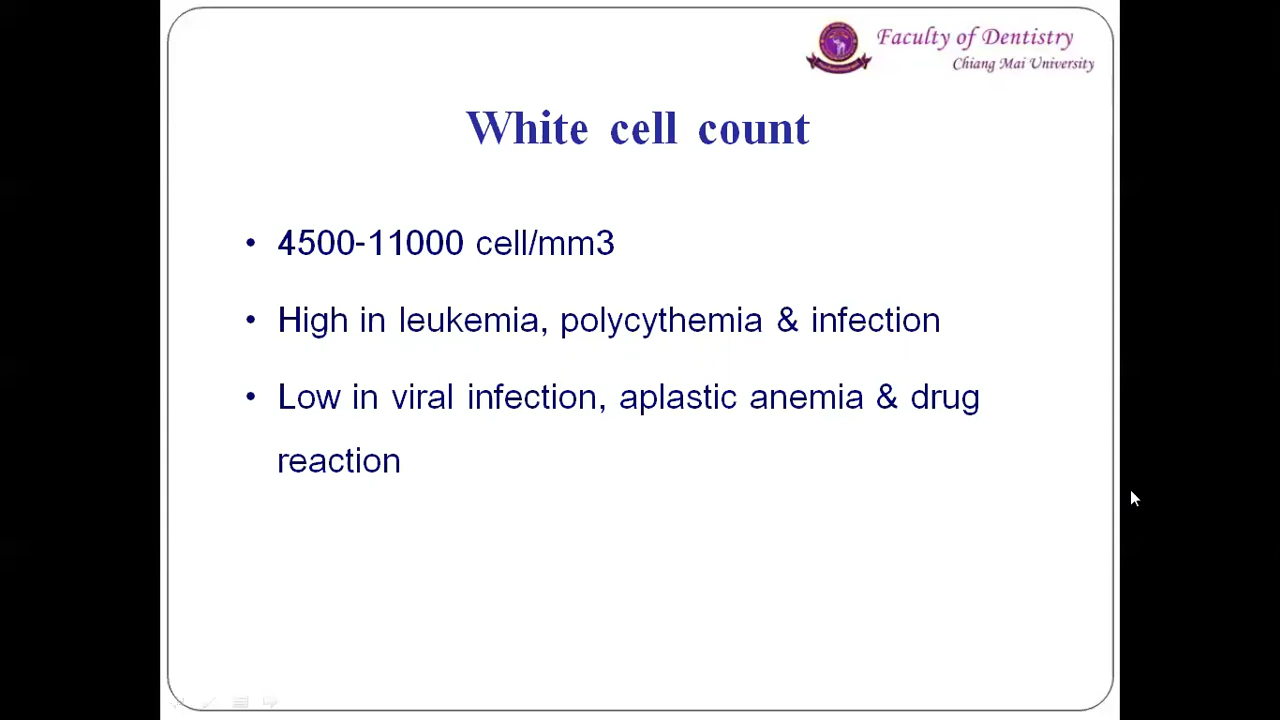 Faculty of Dentistry
Chiang Mai University
White cell count
• 4500-11000 cell/mm3
• High in leukemia, polycythemia & infection
• Low in viral infection, aplastic anemia & drug
reaction